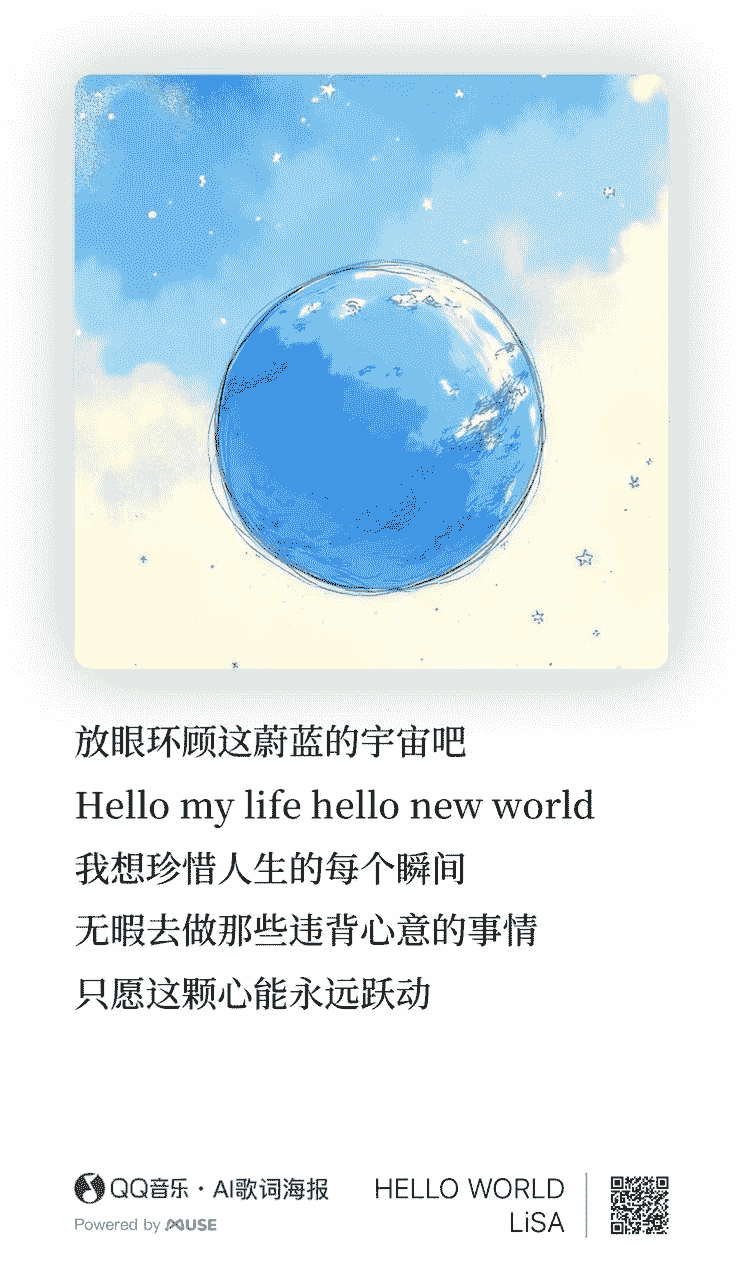 放眼环顾这蔚蓝的宇宙吧
Hello my life hello new world
我想珍惜人生的每个瞬间
无暇去做那些违背心意的事情
只愿这颗心能永远跃动
QQ音乐·AI歌词海报
Powered by MUSE
HELLO WORLD
LiSA